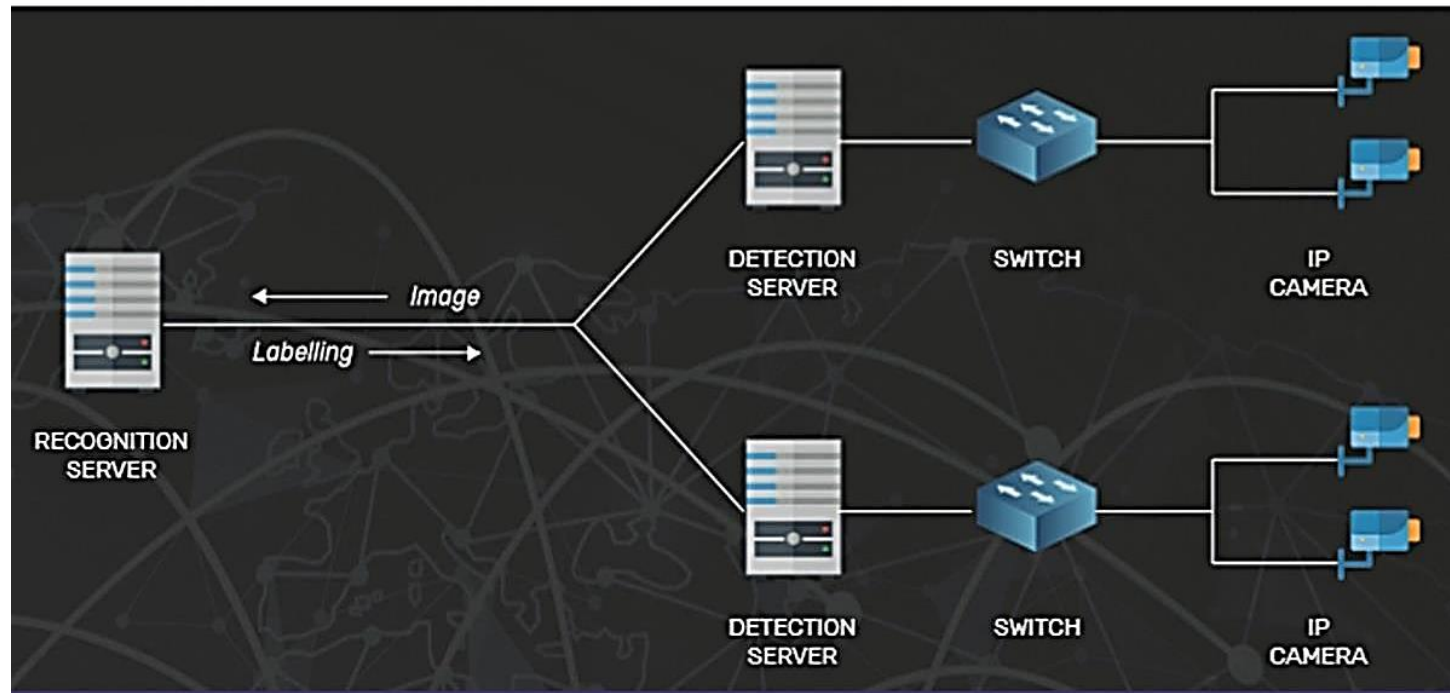 DETECTION
SERVER
SWITCH
IP
CAMERA
Image
Labelling
RECOGNITION
SERVER
DETECTION
SERVER
SWITCH
IP
CAMERA